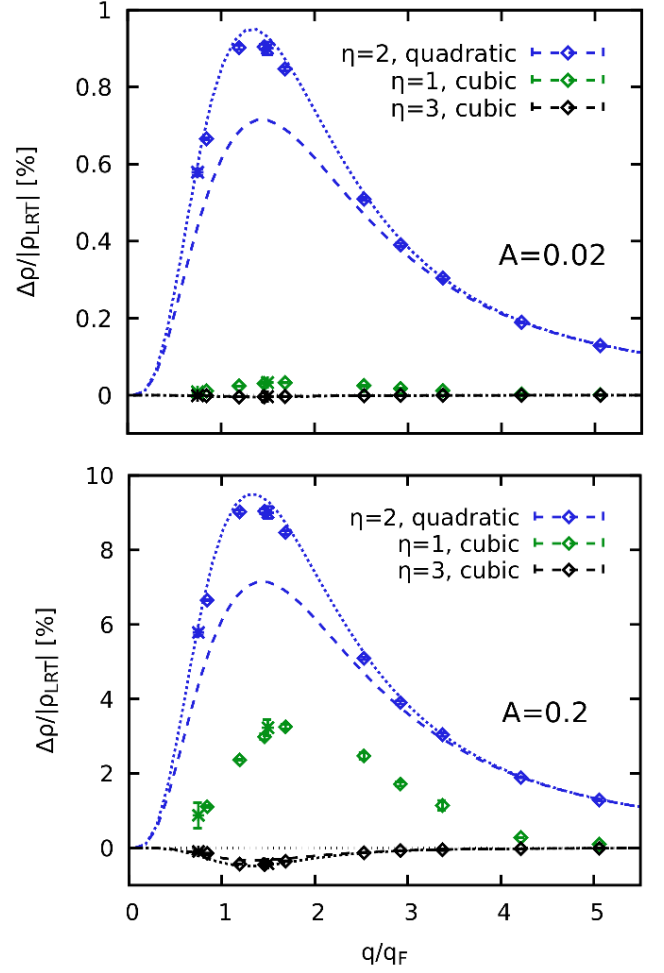 1
0.8
0.6
0.4
0.2
0
Δρ/|ρLRT| [%]
η=2, quadratic
η=1, cubic
η=3, cubic
A=0.02
10
8
6
4
2
0
Δρ/|ρLRT| [%]
η=2, quadratic
η=1, cubic
η=3, cubic
A=0.2
0 1 2 3 4 5
q/qF